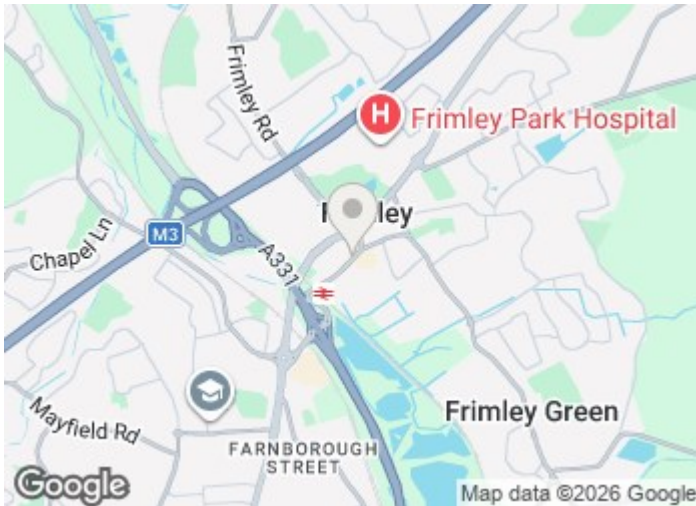 Frimley Rd
H
Frimley Park Hospital
M3
Chapel Ln
A331
Mayfield Rd
Frimley Green
FARNBOROUGH
STREET
Google
Map data ©2026 Google